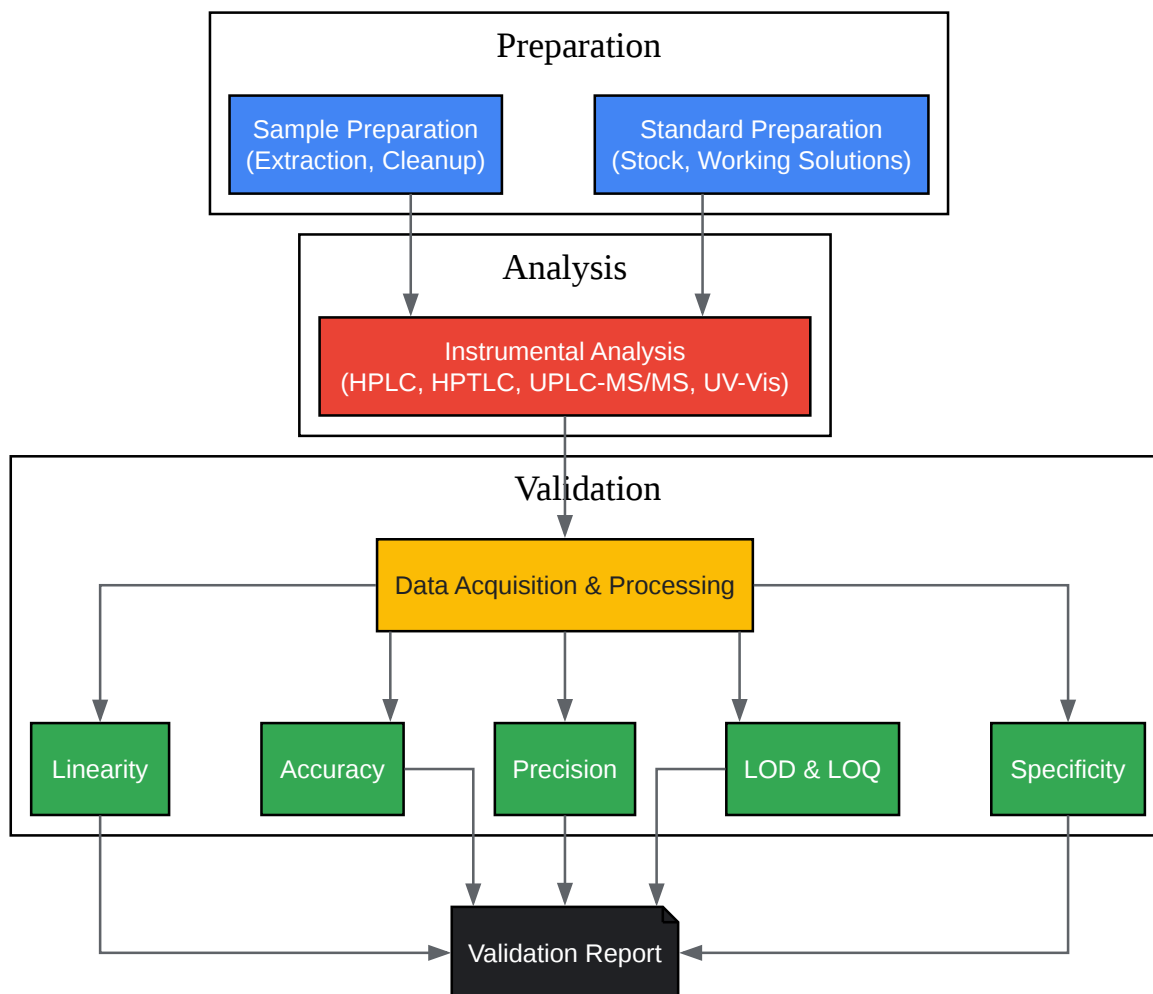 Preparation
Sample Preparation
(Extraction, Cleanup)
Standard Preparation
(Stock, Working Solutions)
Analysis
Instrumental Analysis
(HPLC, HPTLC, UPLC-MS/MS, UV-Vis)
Validation
Data Acquisition & Processing
Linearity
Accuracy
Precision
LOD & LOQ
Specificity
Validation Report